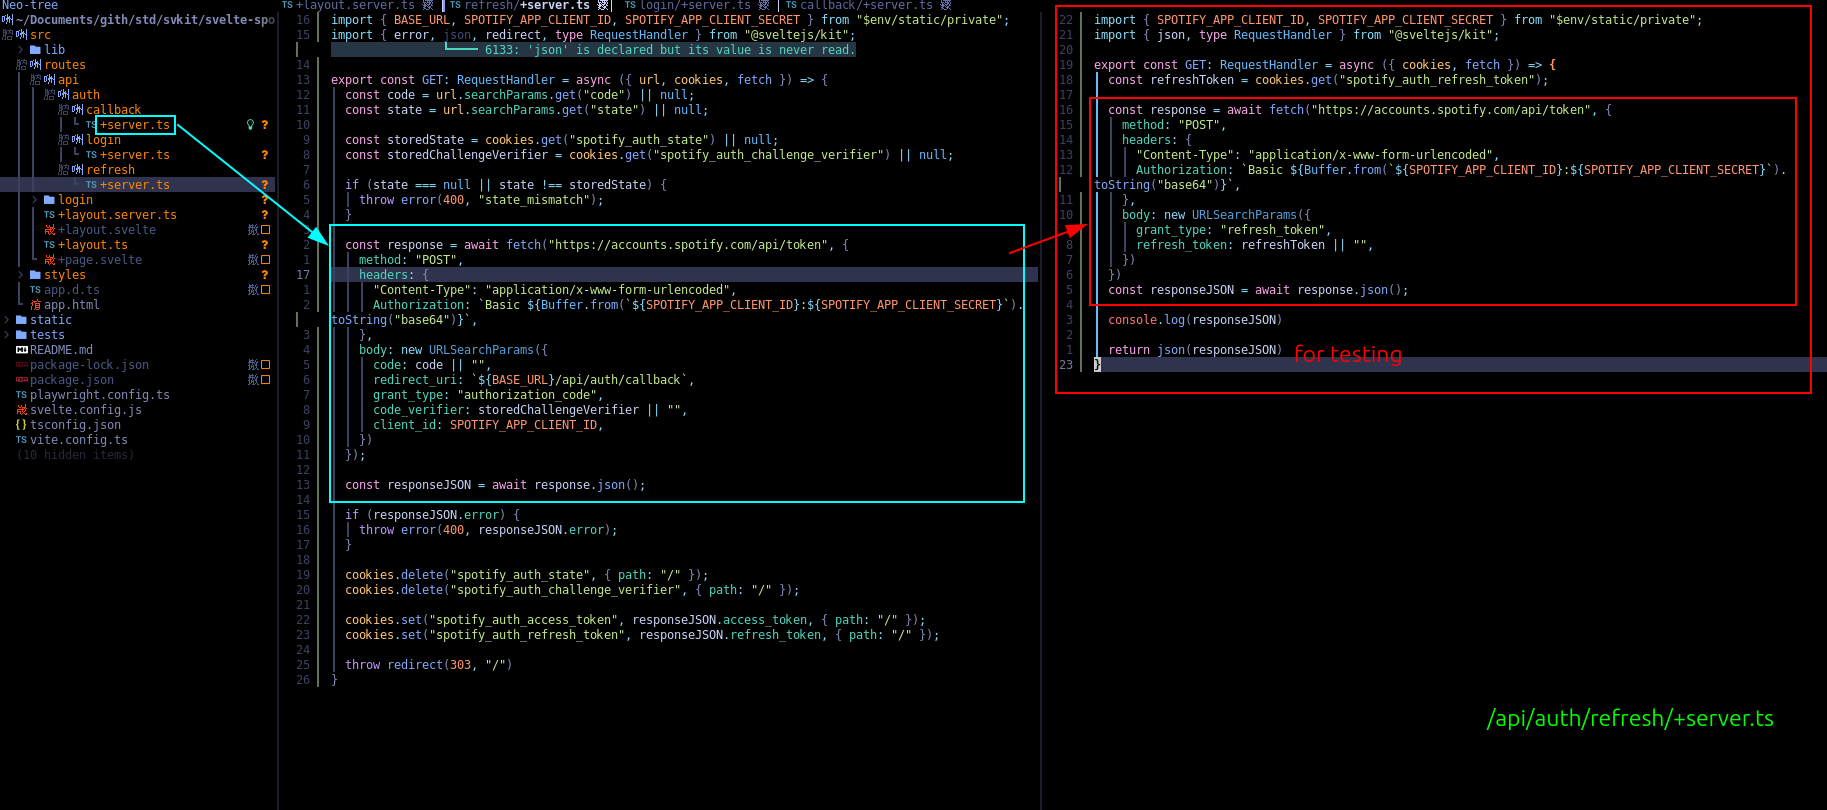 Neo-tree
~/Documents/gith/std/svkit/svelte-spo
src
lib
routes
api
auth
callback
TS +server.ts ?
login
TS +server.ts ?
refresh
TS +server.ts ?
login ?
TS +layout.server.ts ?
+layout.svelte
TS +layout.ts ?
+page.svelte
styles ?
TS app.d.ts
app.html
static
tests
README.md
package-lock.json
package.json
TS playwright.config.ts
svelte.config.js
{} tsconfig.json
TS vite.config.ts
(10 hidden items)
TS +layout.server.ts
TS refresh/+server.ts
TS login/+server.ts
TS callback/+server.ts
16 import { BASE_URL, SPOTIFY_APP_CLIENT_ID, SPOTIFY_APP_CLIENT_SECRET } from "$env/static/private";
15 import { error, json, redirect, type RequestHandler } from "@sveltejs/kit";
6133: 'json' is declared but its value is never read.
14
13 export const GET: RequestHandler = async ({ url, cookies, fetch }) => {
12 const code = url.searchParams.get("code") || null;
11 const state = url.searchParams.get("state") || null;
10
9 const storedState = cookies.get("spotify_auth_state") || null;
8 const storedChallengeVerifier = cookies.get("spotify_auth_challenge_verifier") || null;
7
6 if (state === null || state !== storedState) {
5 throw error(400, "state_mismatch");
4 }
2 const response = await fetch("https://accounts.spotify.com/api/token", {
1 method: "POST",
17 headers: {
1 "Content-Type": "application/x-www-form-urlencoded",
2 Authorization: `Basic ${Buffer.from(`${SPOTIFY_APP_CLIENT_ID}:${SPOTIFY_APP_CLIENT_SECRET}`).
toString("base64")}`,
3 },
4 body: new URLSearchParams({
5 code: code || "",
6 redirect_uri: `${BASE_URL}/api/auth/callback`,
7 grant_type: "authorization_code",
8 code_verifier: storedChallengeVerifier || "",
9 client_id: SPOTIFY_APP_CLIENT_ID,
10 })
11 });
12
13 const responseJSON = await response.json();
14
15 if (responseJSON.error) {
16 throw error(400, responseJSON.error);
17 }
18
19 cookies.delete("spotify_auth_state", { path: "/" });
20 cookies.delete("spotify_auth_challenge_verifier", { path: "/" });
21
22 cookies.set("spotify_auth_access_token", responseJSON.access_token, { path: "/" });
23 cookies.set("spotify_auth_refresh_token", responseJSON.refresh_token, { path: "/" });
24
25 throw redirect(303, "/")
26 }
22 import { SPOTIFY_APP_CLIENT_ID, SPOTIFY_APP_CLIENT_SECRET } from "$env/static/private";
21 import { json, type RequestHandler } from "@sveltejs/kit";
20
19 export const GET: RequestHandler = async ({ cookies, fetch }) => {
18 const refreshToken = cookies.get("spotify_auth_refresh_token");
17
16 const response = await fetch("https://accounts.spotify.com/api/token", {
15 method: "POST",
14 headers: {
13 "Content-Type": "application/x-www-form-urlencoded",
12 Authorization: `Basic ${Buffer.from(`${SPOTIFY_APP_CLIENT_ID}:${SPOTIFY_APP_CLIENT_SECRET}`).
toString("base64")}`,
11 },
10 body: new URLSearchParams({
9 grant_type: "refresh_token",
8 refresh_token: refreshToken || "",
7 })
6 })
5 const responseJSON = await response.json();
4
3 console.log(responseJSON)
2
1 return json(responseJSON)
23 }
for testing
/api/auth/refresh/+server.ts